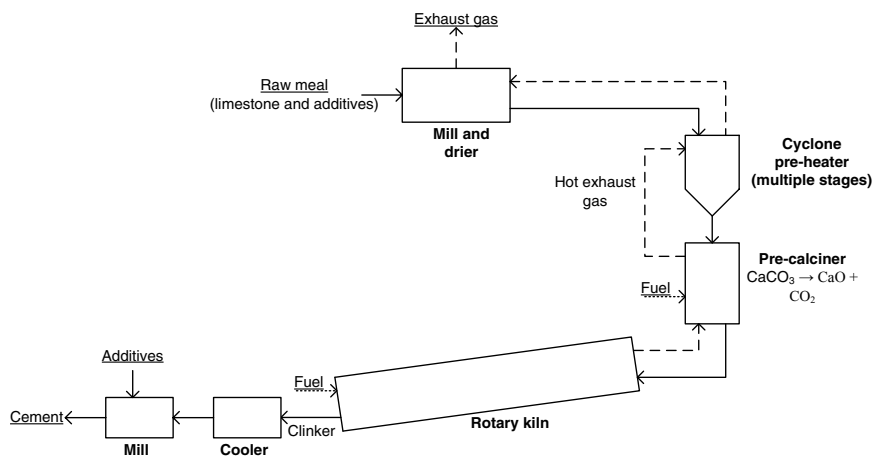 Exhaust gas
Raw meal
(limestone and additives)
Mill and
drier
Cyclone
pre-heater
(multiple stages)
Hot exhaust
gas
Pre-calciner
CaCO₃ → CaO +
CO₂
Fuel
Additives
Fuel
Cement
Clinker
Rotary kiln
Mill
Cooler